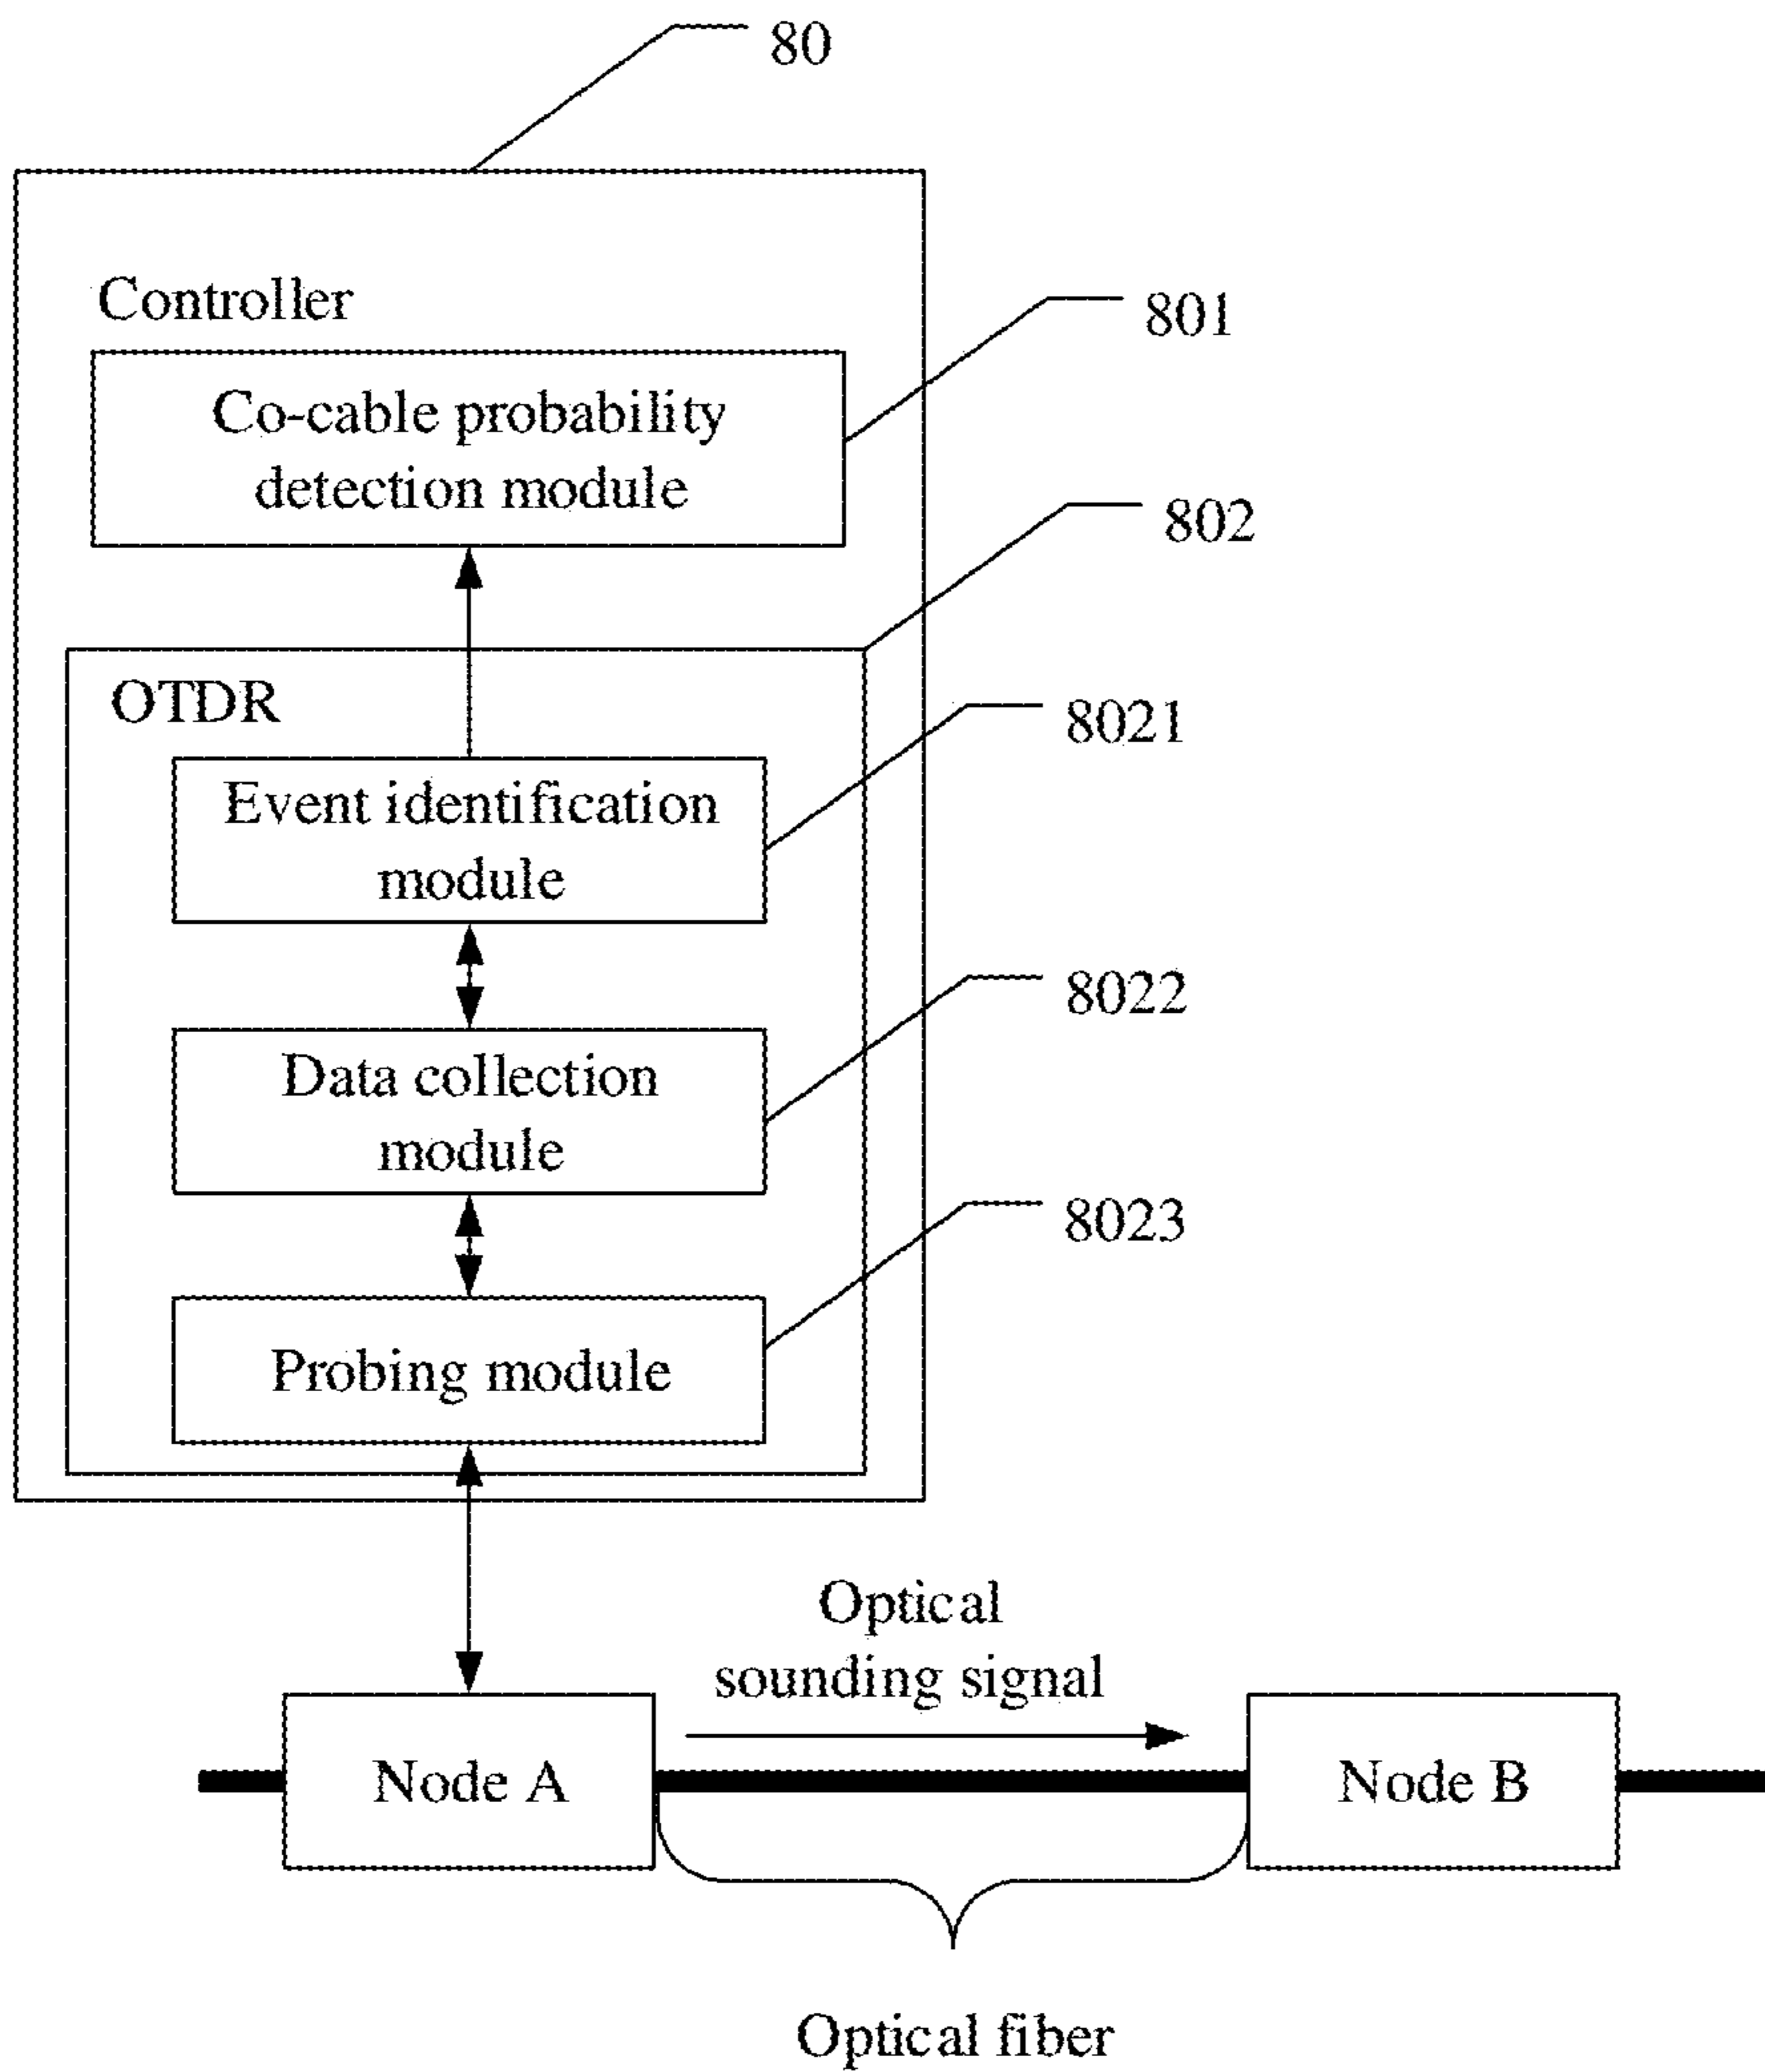 80
Controller
801
Co-cable probability
detection module
802
OTDR
8021
Event identification
module
8022
Data collection
module
8023
Probing module
Optical
sounding signal
Node A
Node B
Optical fiber